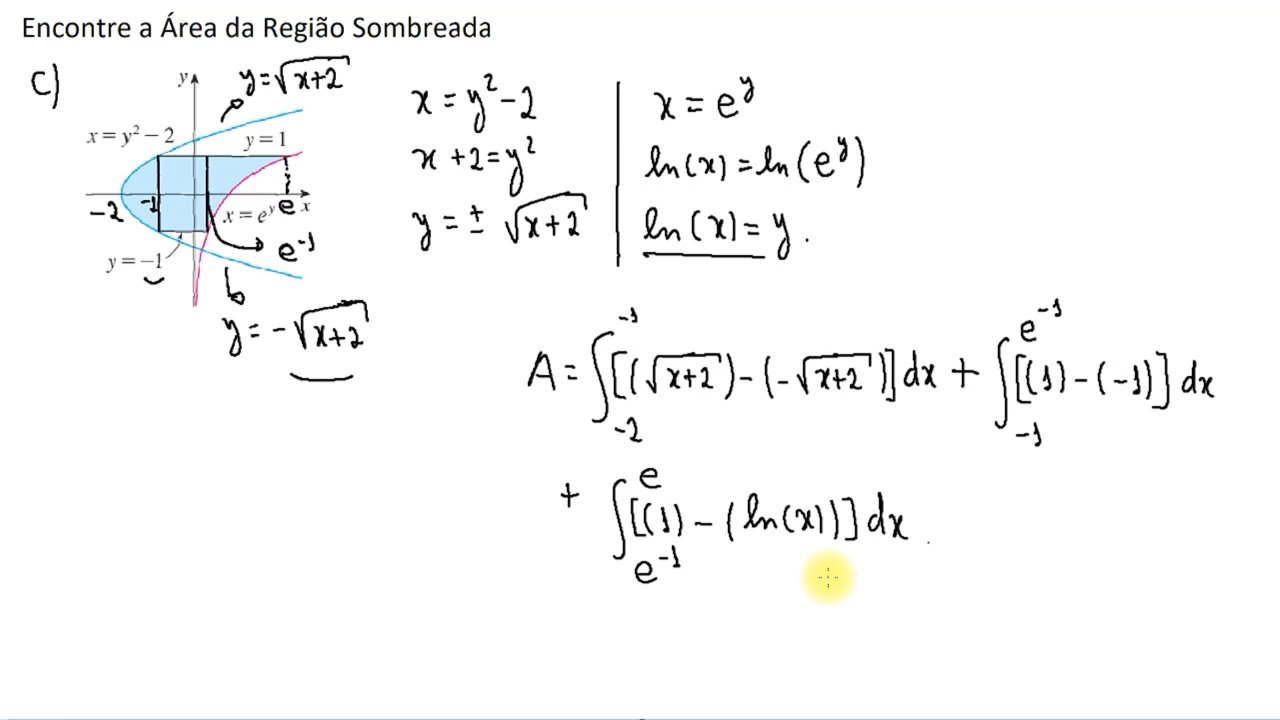 Encontre a Área da Região Sombreada
c)
y
y = √(x+2)
x = y² − 2
y = 1
-2
-1
x = e^y
e
x
y = −1
e^-1
y = -√(x+2)
x = y² - 2
x + 2 = y²
y = ± √(x+2)
x = e^y
ln(x) = ln(e^y)
ln(x) = y.
A = ∫_{-2}^{-1} [(√(x+2)) - (-√(x+2))] dx + ∫_{-1}^{e^-1} [(1) - (-1)] dx
+ ∫_{e^-1}^{e} [(1) - (ln(x))] dx .